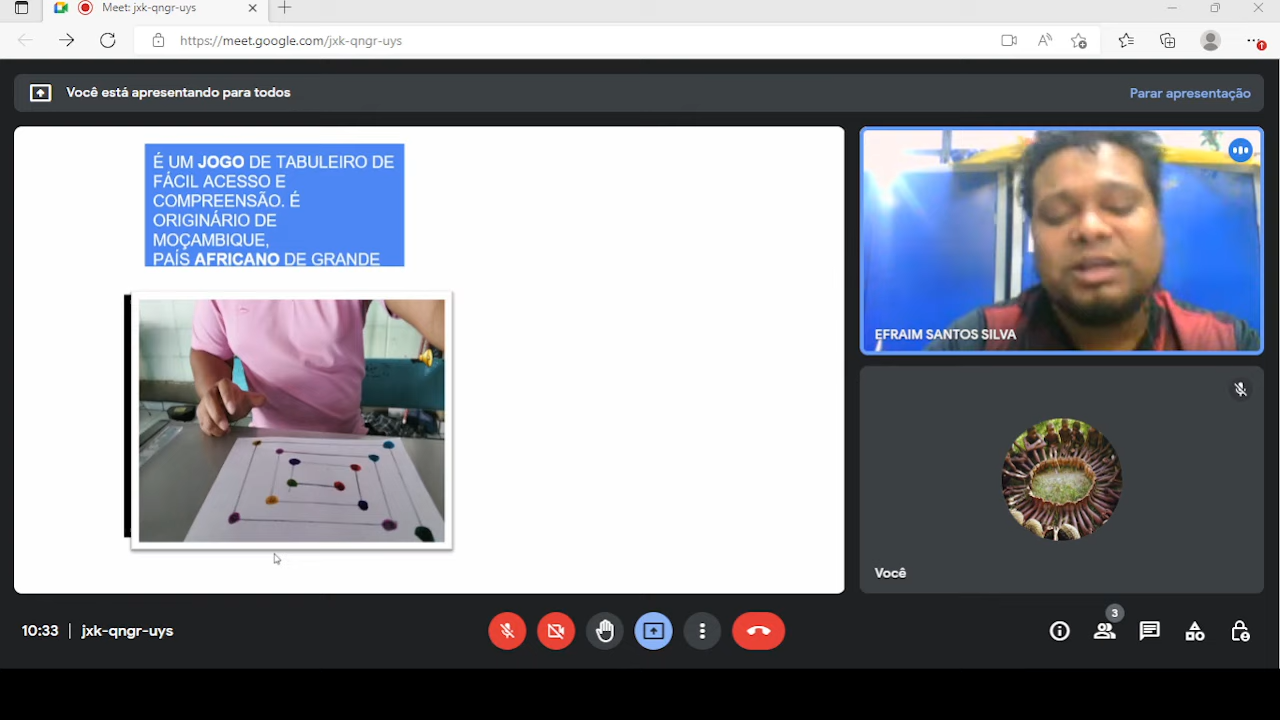 Meet: jxk-qngr-uys
https://meet.google.com/jxk-qngr-uys
Você está apresentando para todos
Parar apresentação
É UM JOGO DE TABULEIRO DE
FÁCIL ACESSO E
COMPREENSÃO. É
ORIGINÁRIO DE
MOÇAMBIQUE,
PAÍS AFRICANO DE GRANDE
EFRAIM SANTOS SILVA
Você
10:33 | jxk-qngr-uys
3